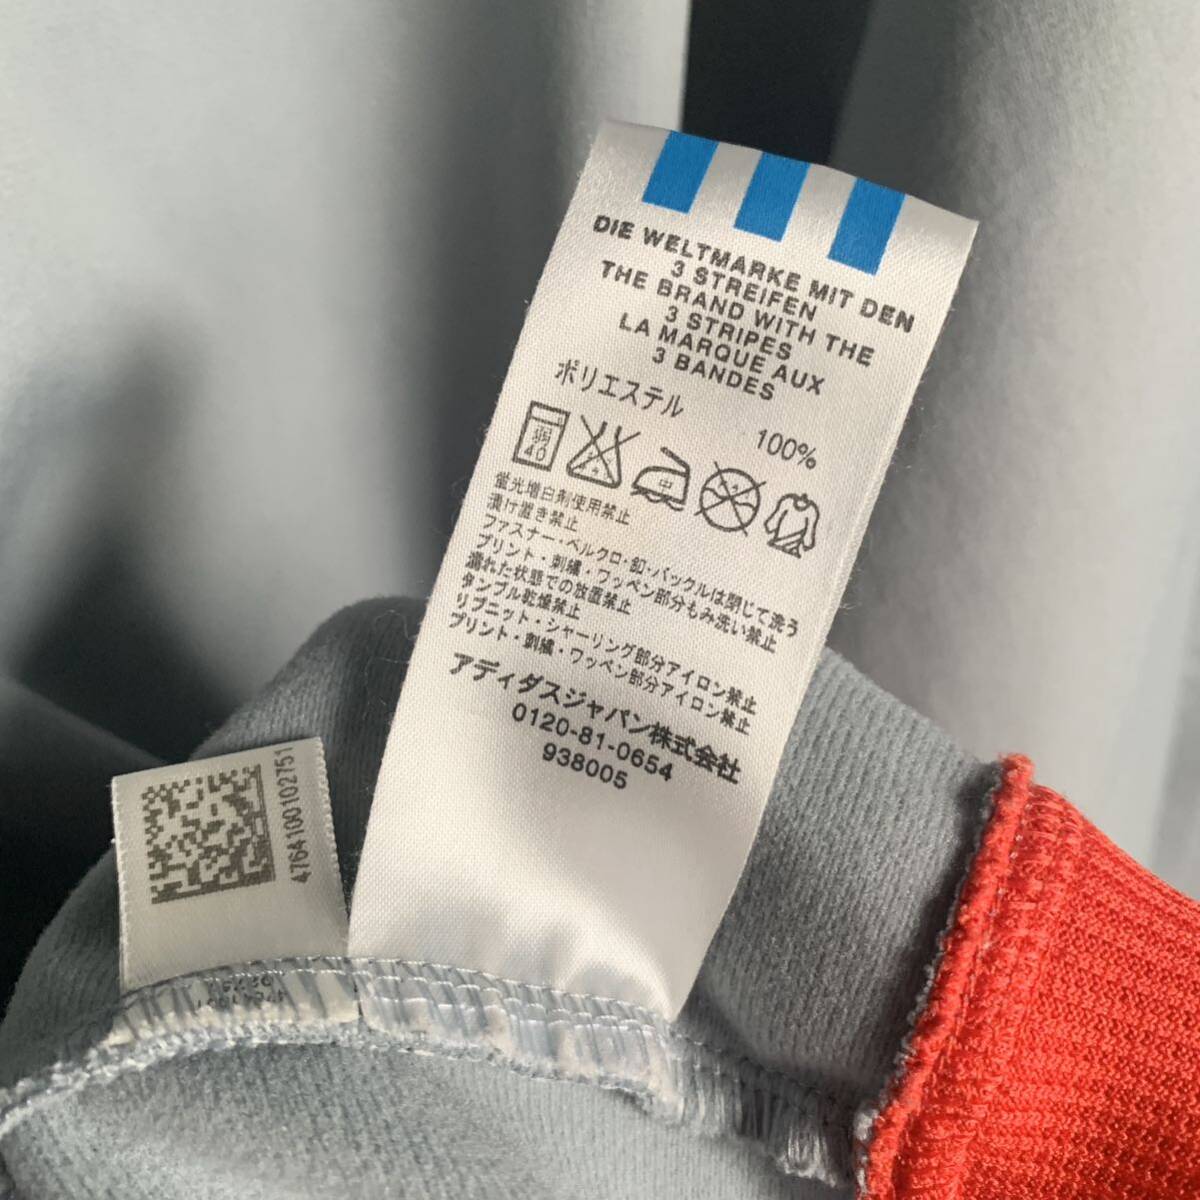 DIE WELTMARKE MIT DEN
3 STREIFEN
THE BRAND WITH THE
3 STRIPES
LA MARQUE AUX
3 BANDES
ポリエステル 100%
弱
40
中
蛍光増白剤使用禁止
漬け置き禁止
ファスナー・ベルクロ・釦・バックルは閉じて洗う
プリント・刺繍・ワッペン部分もみ洗い禁止
濡れた状態での放置禁止
タンブル乾燥禁止
リブニット・シャーリング部分アイロン禁止
プリント・刺繍・ワッペン部分アイロン禁止
アディダスジャパン株式会社
0120-81-0654
938005
4764100102751